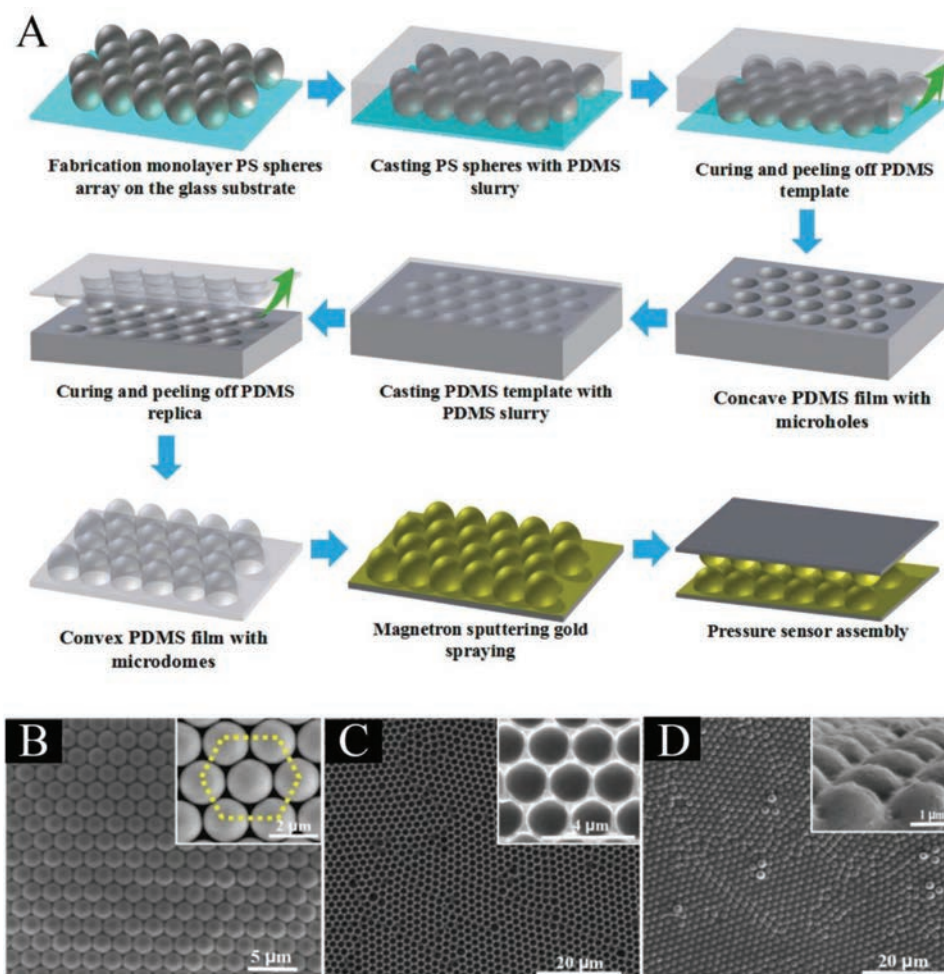 A
Fabrication monolayer PS spheres
array on the glass substrate
Casting PS spheres with PDMS
slurry
Curing and peeling off PDMS
template
Curing and peeling off PDMS
replica
Casting PDMS template with
PDMS slurry
Concave PDMS film with
microholes
Convex PDMS film with
microdomes
Magnetron sputtering gold
spraying
Pressure sensor assembly
B
2 μm
5 μm
C
4 μm
20 μm
D
1 μm
20 μm